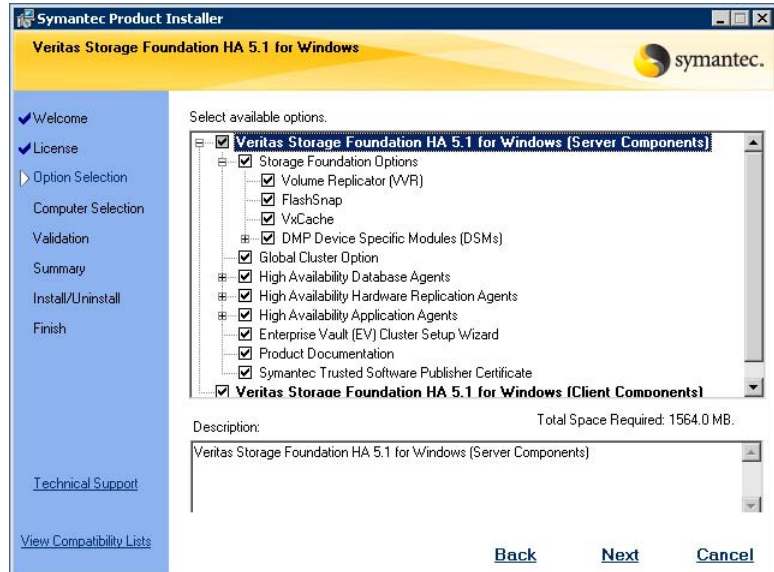 Symantec Product Installer
Veritas Storage Foundation HA 5.1 for Windows
symantec.
Welcome
License
Option Selection
Computer Selection
Validation
Summary
Install/Uninstall
Finish
Technical Support
View Compatibility Lists
Select available options.
Veritas Storage Foundation HA 5.1 for Windows (Server Components)
Storage Foundation Options
Volume Replicator (VVR)
FlashSnap
VxCache
DMP Device Specific Modules (DSMs)
Global Cluster Option
High Availability Database Agents
High Availability Hardware Replication Agents
High Availability Application Agents
Enterprise Vault (EV) Cluster Setup Wizard
Product Documentation
Symantec Trusted Software Publisher Certificate
Veritas Storage Foundation HA 5.1 for Windows (Client Components)
Total Space Required: 1564.0 MB.
Description:
Veritas Storage Foundation HA 5.1 for Windows (Server Components)
Back Next Cancel